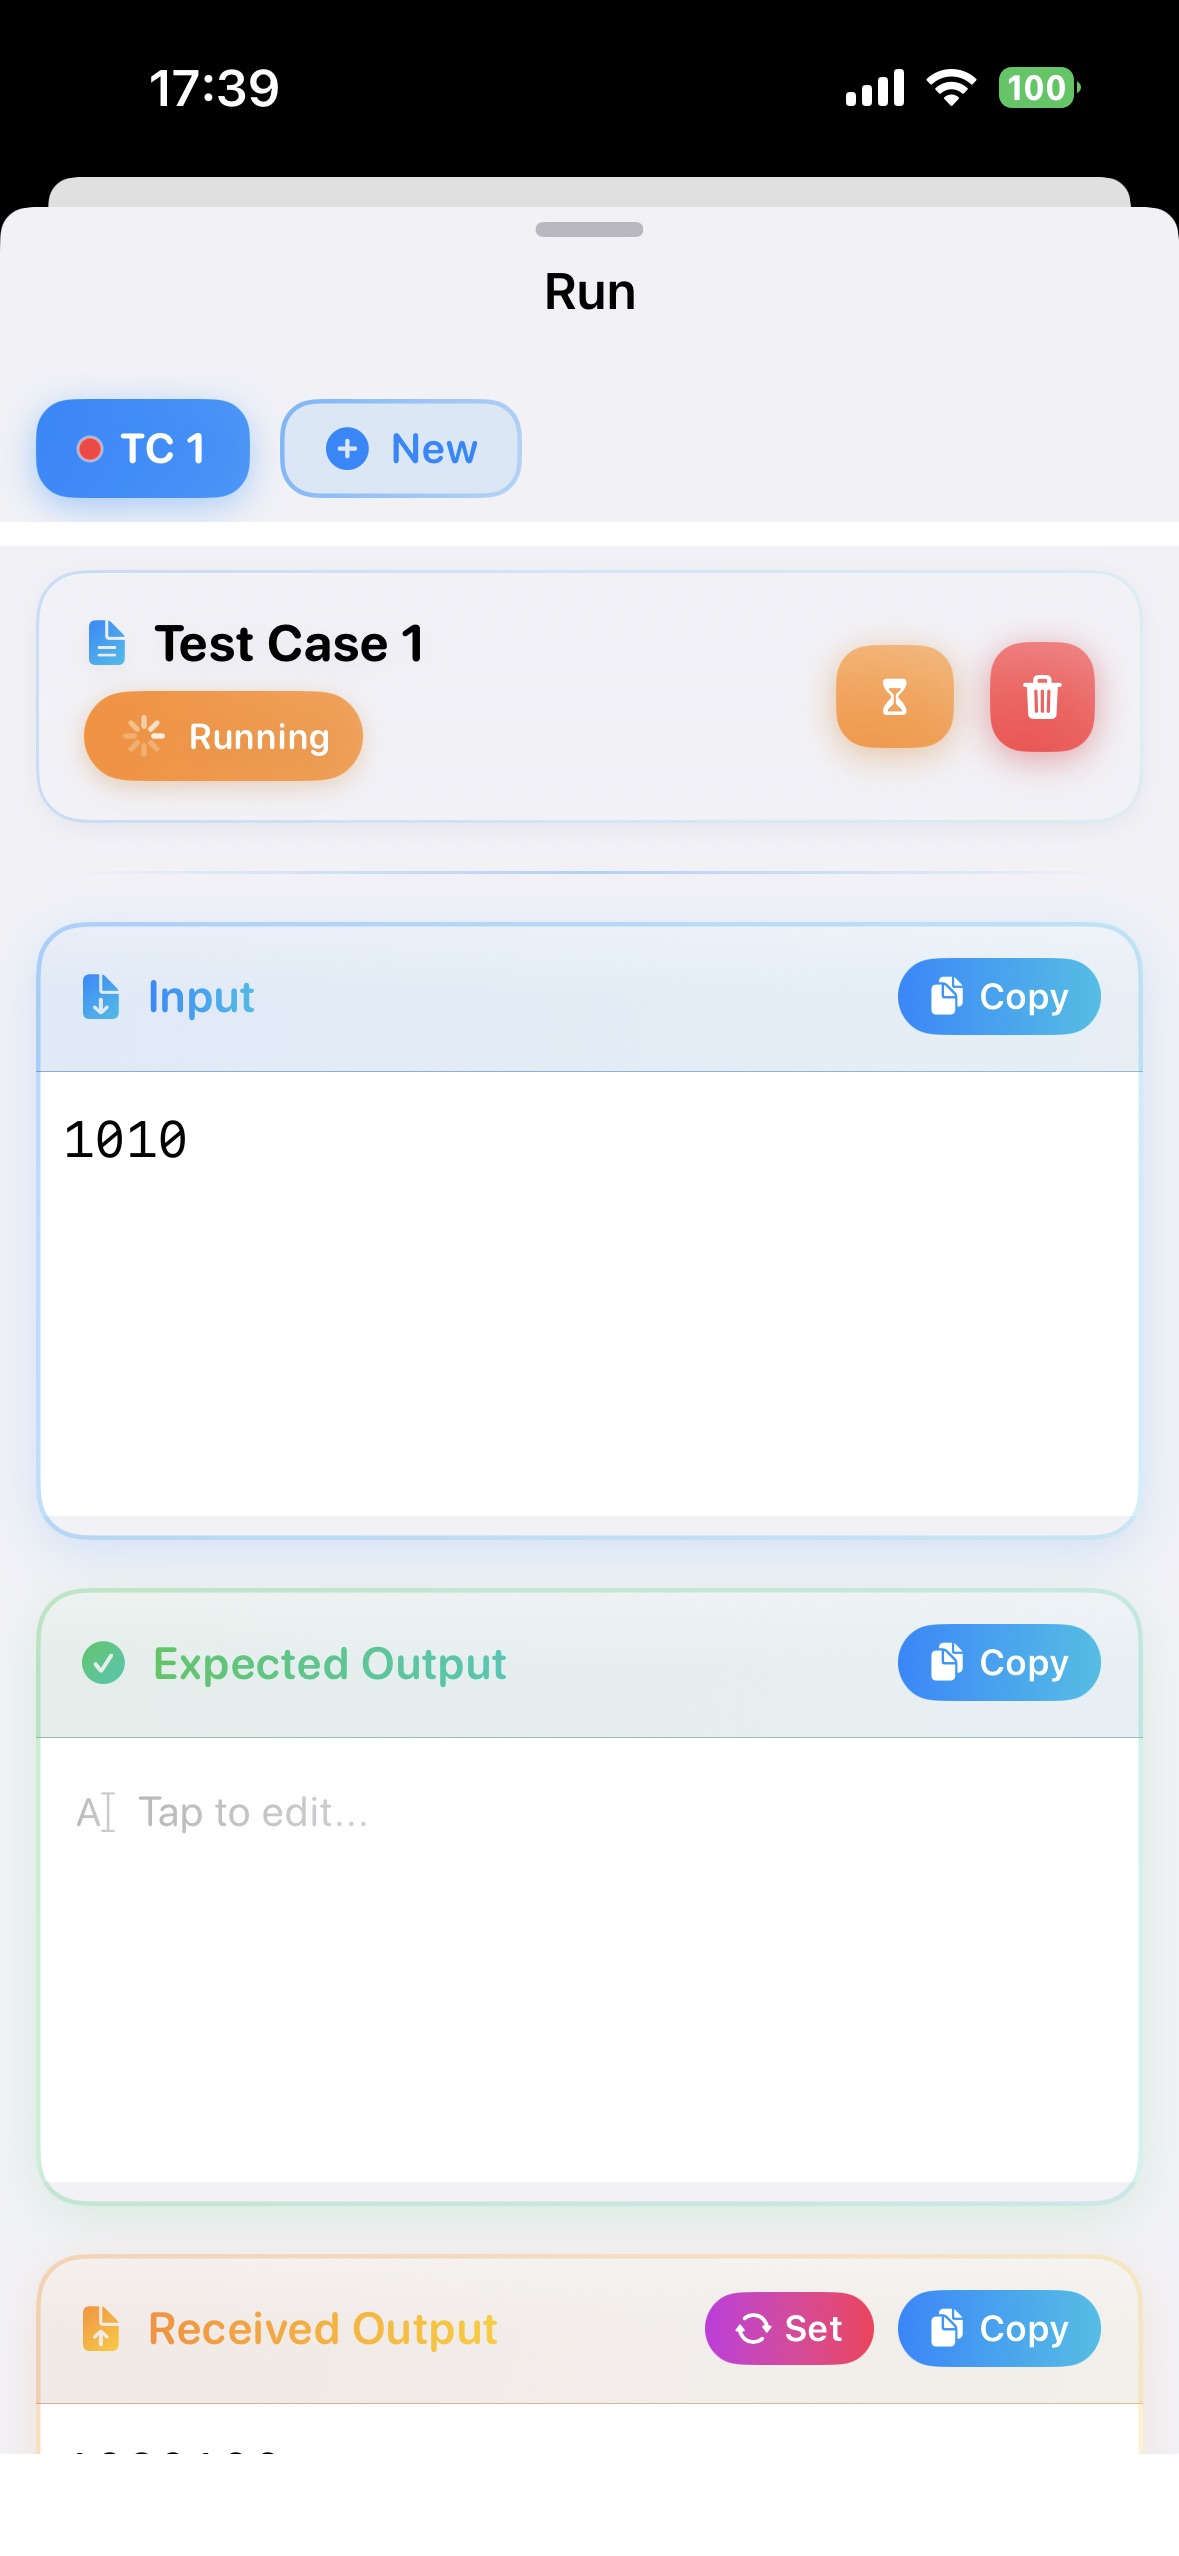 17:39
100
Run
TC 1
New
Test Case 1
Running
Input
Copy
1010
Expected Output
Copy
Tap to edit...
Received Output
Set
Copy